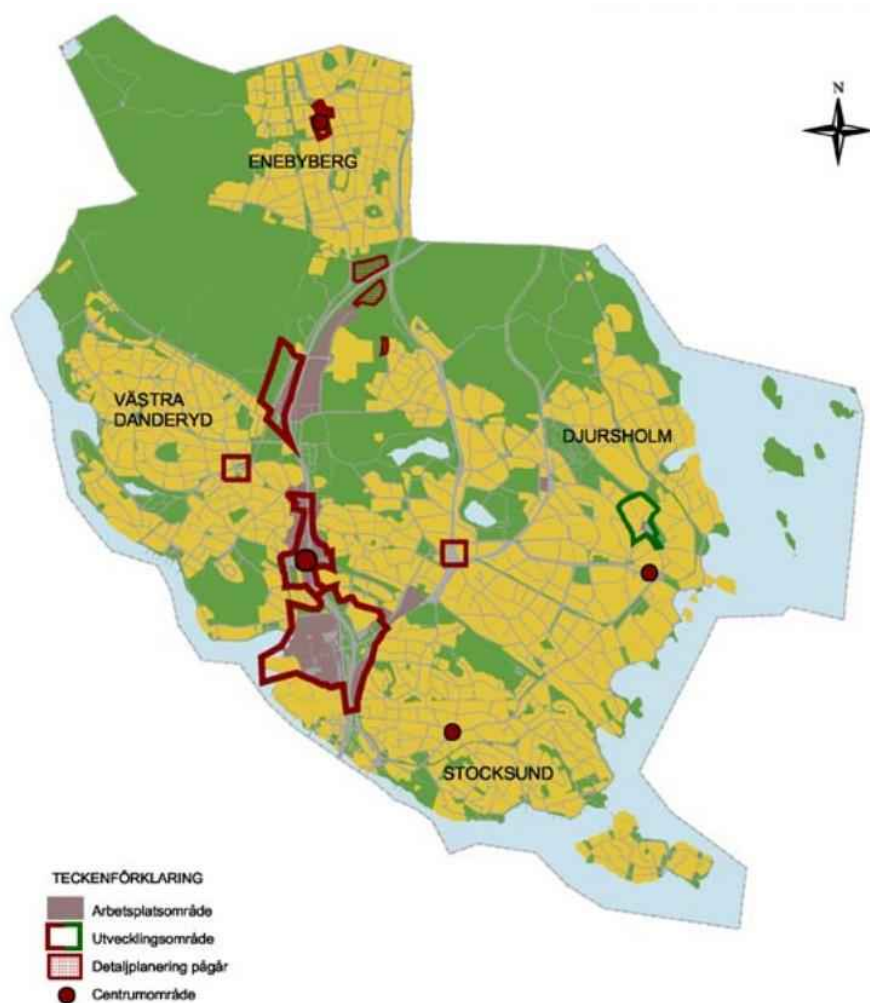 N
ENEBYBERG
VÄSTRA
DANDERYD
DJURSHOLM
STOCKSUND
TECKENFÖRKLARING
Arbetsplatsområde
Utvecklingsområde
Detaljplanering pågår
Centrumområde